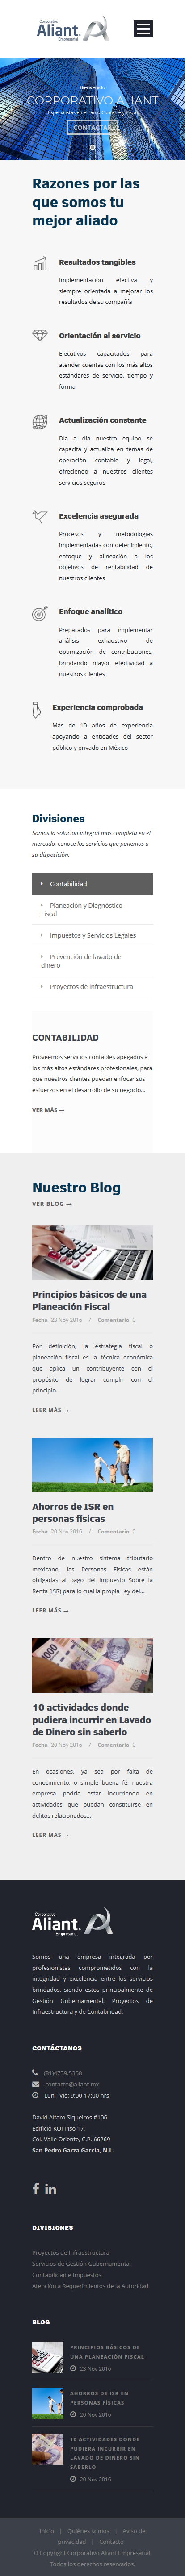 Corporativo
Aliant.
Empresarial
Bienvenido
CORPORATIVO ALIANT
Especialistas en el ramo Contable y Fiscal
CONTACTAR
Razones por las
que somos tu
mejor aliado
Resultados tangibles
Implementación efectiva y
siempre orientada a mejorar los
resultados de su compañía
Orientación al servicio
Ejecutivos capacitados para
atender cuentas con los más altos
estándares de servicio, tiempo y
forma
Actualización constante
Día a día nuestro equipo se
capacita y actualiza en temas de
operación contable y legal,
ofreciendo a nuestros clientes
servicios seguros
Excelencia asegurada
Procesos y metodologías
implementadas con detenimiento,
enfoque y alineación a los
objetivos de rentabilidad de
nuestros clientes
Enfoque analítico
Preparados para implementar
análisis exhaustivo de
optimización de contribuciones,
brindando mayor efectividad a
nuestros clientes
Experiencia comprobada
Más de 10 años de experiencia
apoyando a entidades del sector
público y privado en México
Divisiones
Somos la solución integral más completa en el
mercado, conoce los servicios que ponemos a
su disposición.
Contabilidad
Planeación y Diagnóstico
Fiscal
Impuestos y Servicios Legales
Prevención de lavado de
dinero
Proyectos de infraestructura
CONTABILIDAD
Proveemos servicios contables apegados a
los más altos estándares profesionales, para
que nuestros clientes puedan enfocar sus
esfuerzos en el desarrollo de su negocio...
VER MÁS →
Nuestro Blog
VER BLOG →
Principios básicos de una
Planeación Fiscal
Fecha 23 Nov 2016 / Comentario 0
Por definición, la estrategia fiscal o
planeación fiscal es la técnica económica
que aplica un contribuyente con el
propósito de lograr cumplir con el
principio...
LEER MÁS →
Ahorros de ISR en
personas físicas
Fecha 20 Nov 2016 / Comentario 0
Dentro de nuestro sistema tributario
mexicano, las Personas Físicas están
obligadas al pago del Impuesto Sobre la
Renta (ISR) para lo cual la propia Ley del...
LEER MÁS →
10 actividades donde
pudiera incurrir en Lavado
de Dinero sin saberlo
Fecha 20 Nov 2016 / Comentario 0
En ocasiones, ya sea por falta de
conocimiento, o simple buena fé, nuestra
empresa podría estar incurriendo en
actividades que puedan constituirse en
delitos relacionados...
LEER MÁS →
Corporativo
Aliant.
Empresarial
Somos una empresa integrada por
profesionistas comprometidos con la
integridad y excelencia entre los servicios
brindados, siendo estos principalmente de
Gestión Gubernamental, Proyectos de
Infraestructura y de Contabilidad.
CONTÁCTANOS
(81)4739.5358
contacto@aliant.mx
Lun - Vie: 9:00-17:00 hrs
David Alfaro Siqueiros #106
Edificio KOI Piso 17,
Col. Valle Oriente, C.P. 66269
San Pedro Garza García, N.L.
DIVISIONES
Proyectos de Infraestructura
Servicios de Gestión Gubernamental
Contabilidad e Impuestos
Atención a Requerimientos de la Autoridad
BLOG
PRINCIPIOS BÁSICOS DE
UNA PLANEACIÓN FISCAL
23 Nov 2016
AHORROS DE ISR EN
PERSONAS FÍSICAS
20 Nov 2016
10 ACTIVIDADES DONDE
PUDIERA INCURRIR EN
LAVADO DE DINERO SIN
SABERLO
20 Nov 2016
Inicio | Quiénes somos | Aviso de
privacidad | Contacto
© Copyright Corporativo Aliant Empresarial.
Todos los derechos reservados.